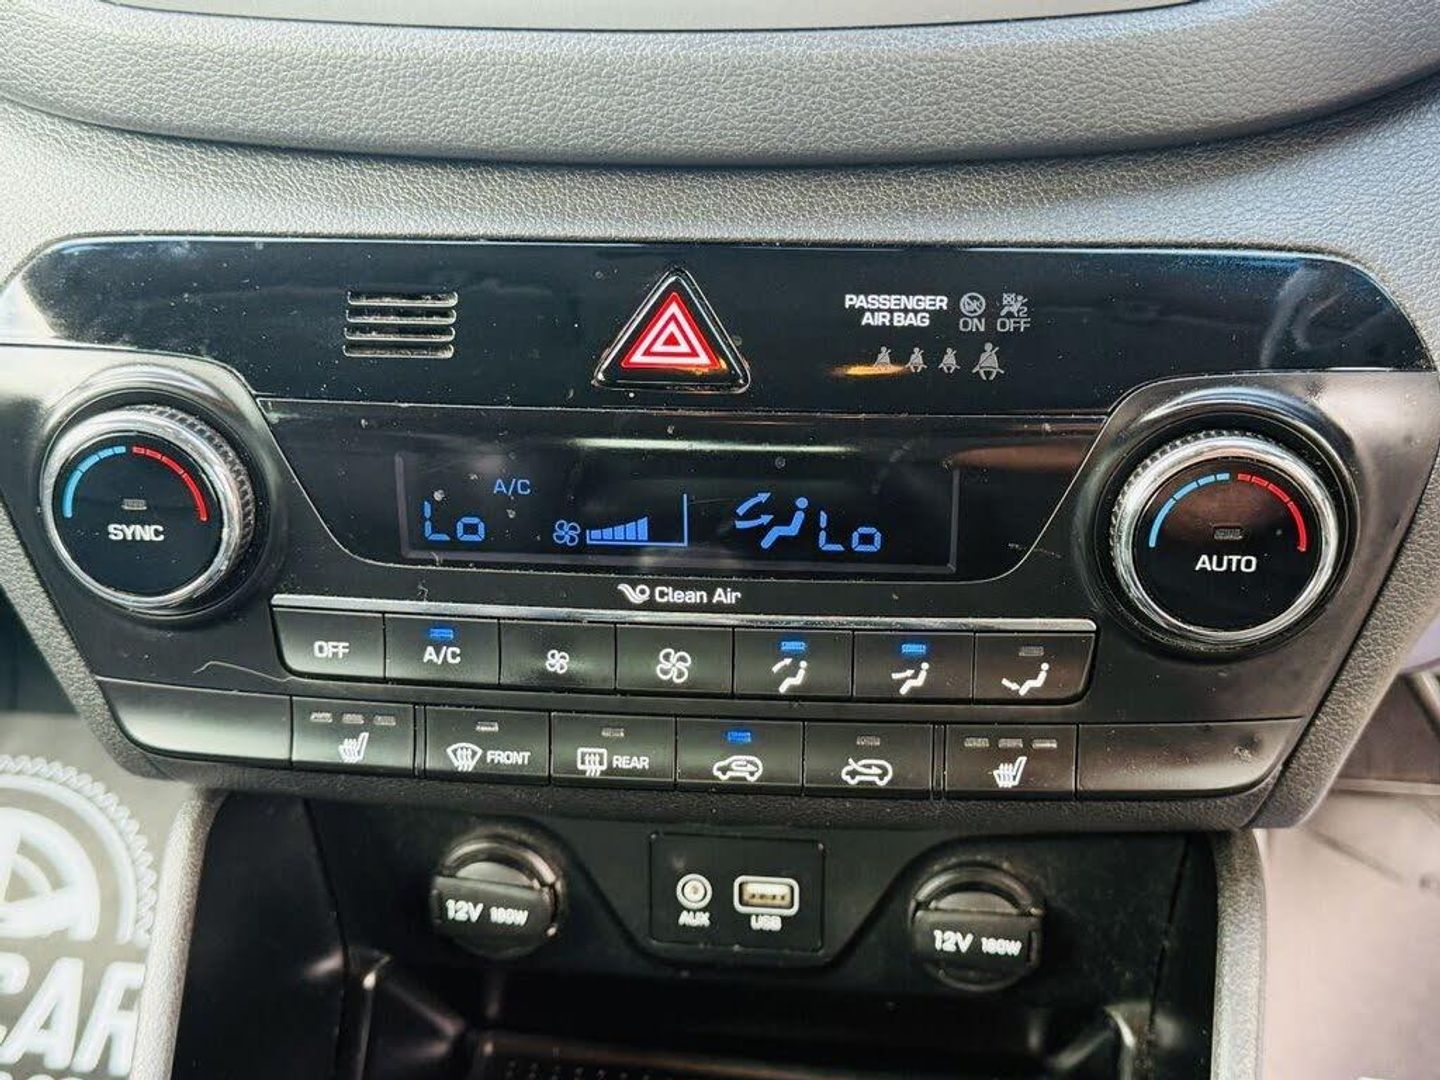 PASSENGER
AIR BAG
ON OFF
A/C
Lo
Lo
SYNC
AUTO
Clean Air
OFF
A/C
FRONT
REAR
12V 180W
AUX
USB
12V 180W
CAR